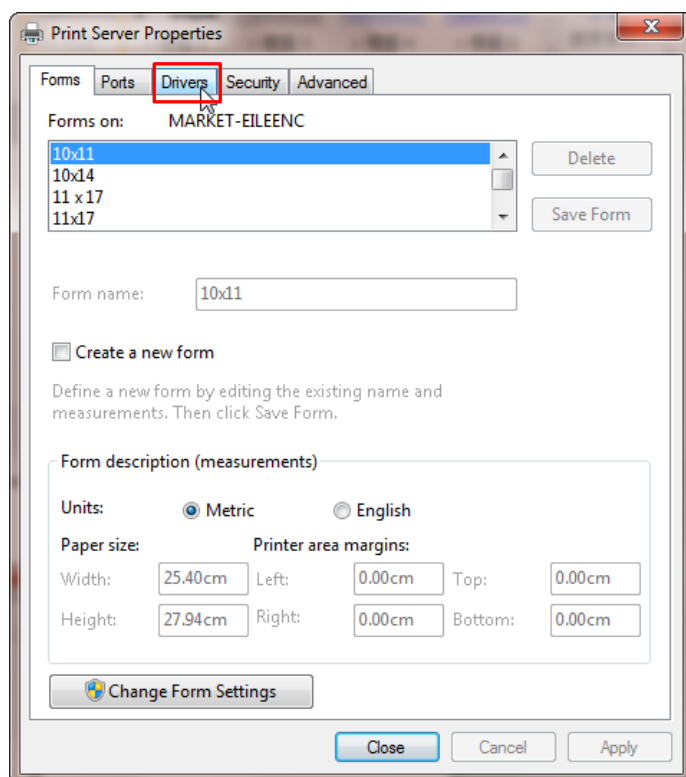 Print Server Properties
Forms Ports Drivers Security Advanced
Forms on: MARKET-EILEENC
10x11
10x14
11 x 17
11x17
Delete
Save Form
Form name: 10x11
Create a new form
Define a new form by editing the existing name and
measurements. Then click Save Form.
Form description (measurements)
Units: Metric English
Paper size: Printer area margins:
Width: 25.40cm Left: 0.00cm Top: 0.00cm
Height: 27.94cm Right: 0.00cm Bottom: 0.00cm
Change Form Settings
Close Cancel Apply